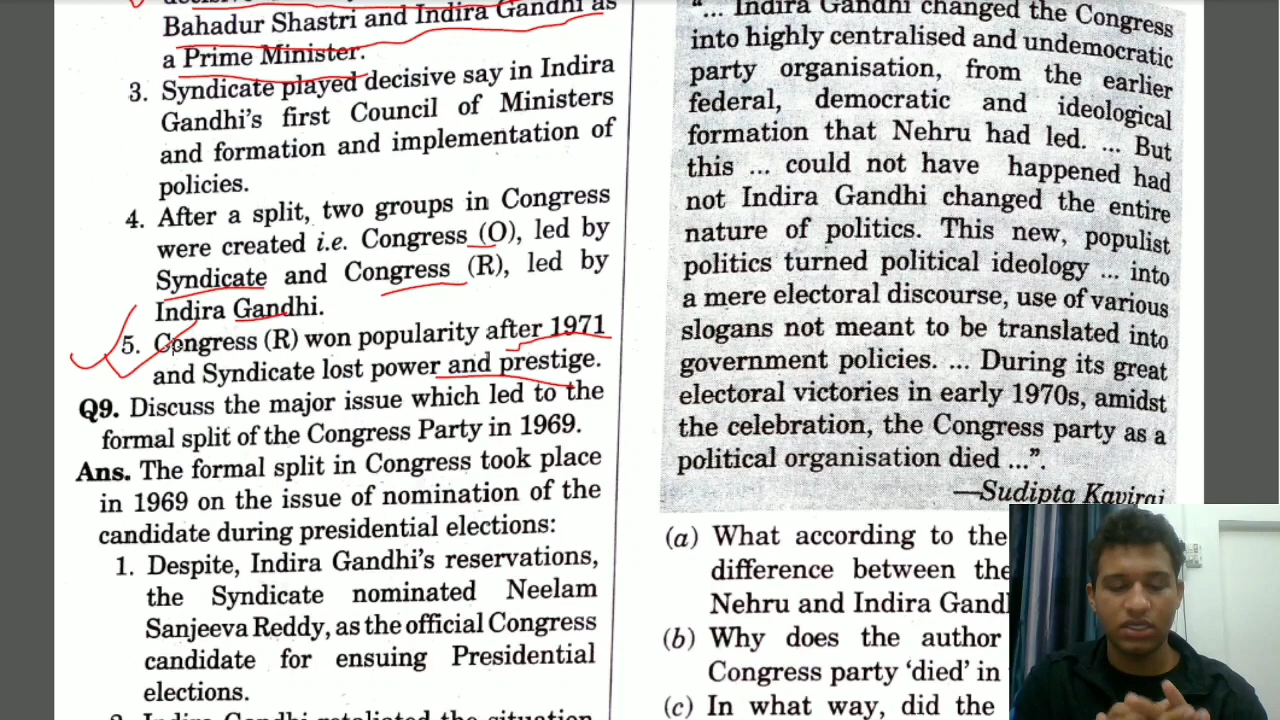 Bahadur Shastri and Indira Gandhi as
a Prime Minister.
3. Syndicate played decisive say in Indira
Gandhi's first Council of Ministers
and formation and implementation of
policies.
4. After a split, two groups in Congress
were created i.e. Congress (O), led by
Syndicate and Congress (R), led by
Indira Gandhi.
5. Congress (R) won popularity after 1971
and Syndicate lost power and prestige.
Q9. Discuss the major issue which led to the
formal split of the Congress Party in 1969.
Ans. The formal split in Congress took place
in 1969 on the issue of nomination of the
candidate during presidential elections:
1. Despite, Indira Gandhi's reservations,
the Syndicate nominated Neelam
Sanjeeva Reddy, as the official Congress
candidate for ensuing Presidential
elections.
2. Indira Gandhi retaliated the situation
"... Indira Gandhi changed the Congress
into highly centralised and undemocratic
party organisation, from the earlier
federal, democratic and ideological
formation that Nehru had led. ... But
this ... could not have happened had
not Indira Gandhi changed the entire
nature of politics. This new, populist
politics turned political ideology ... into
a mere electoral discourse, use of various
slogans not meant to be translated into
government policies. ... During its great
electoral victories in early 1970s, amidst
the celebration, the Congress party as a
political organisation died ...".
—Sudipta Kaviraj
(a) What according to the
difference between the
Nehru and Indira Gand
(b) Why does the author
Congress party 'died' in
(c) In what way, did the